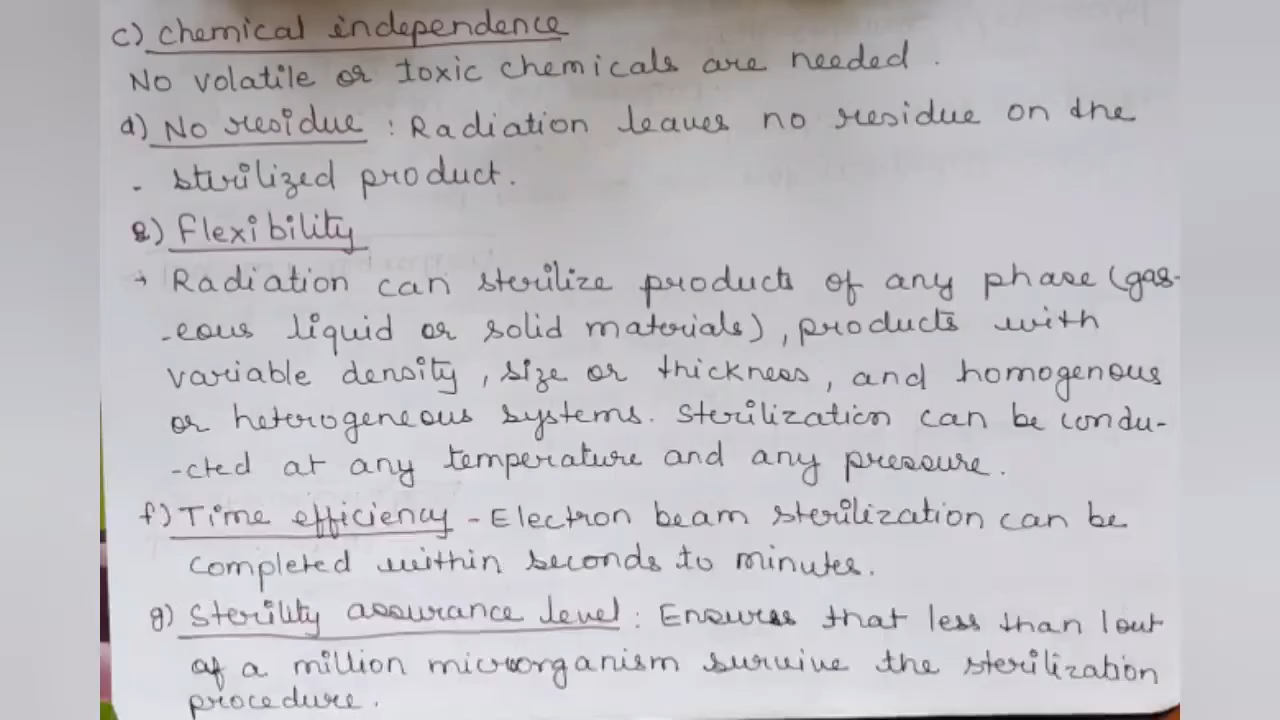 c) chemical independence
No volatile or toxic chemicals are needed.
d) No residue : Radiation leaves no residue on the
. sterilized product.
e) flexibility
→ Radiation can sterilize products of any phase (gas-
-eous liquid or solid materials), products with
variable density, size or thickness, and homogenous
or heterogeneous systems. Sterilization can be condu-
-cted at any temperature and any pressure.
f) Time efficiency - Electron beam sterilization can be
completed within seconds to minutes.
g) Sterility assurance level : Ensures that less than 1 out
of a million microorganism survive the sterilization
procedure.